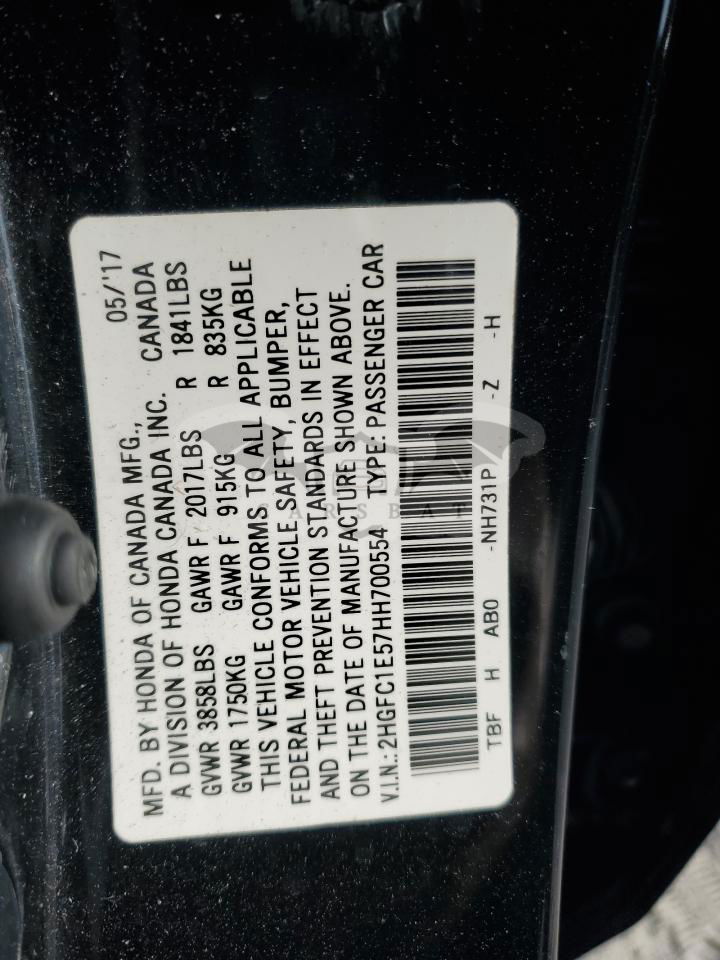 MFD. BY HONDA OF CANADA MFG., 05/'17
A DIVISION OF HONDA CANADA INC. CANADA
GVWR 3858LBS GAWR F 2017LBS R 1841LBS
GVWR 1750KG GAWR F 915KG R 835KG
THIS VEHICLE CONFORMS TO ALL APPLICABLE
FEDERAL MOTOR VEHICLE SAFETY, BUMPER,
AND THEFT PREVENTION STANDARDS IN EFFECT
ON THE DATE OF MANUFACTURE SHOWN ABOVE.
V.I.N.: 2HGFC1E57HH700554 TYPE: PASSENGER CAR
TBF H AB0 -NH731P -Z -H
CARSBAT